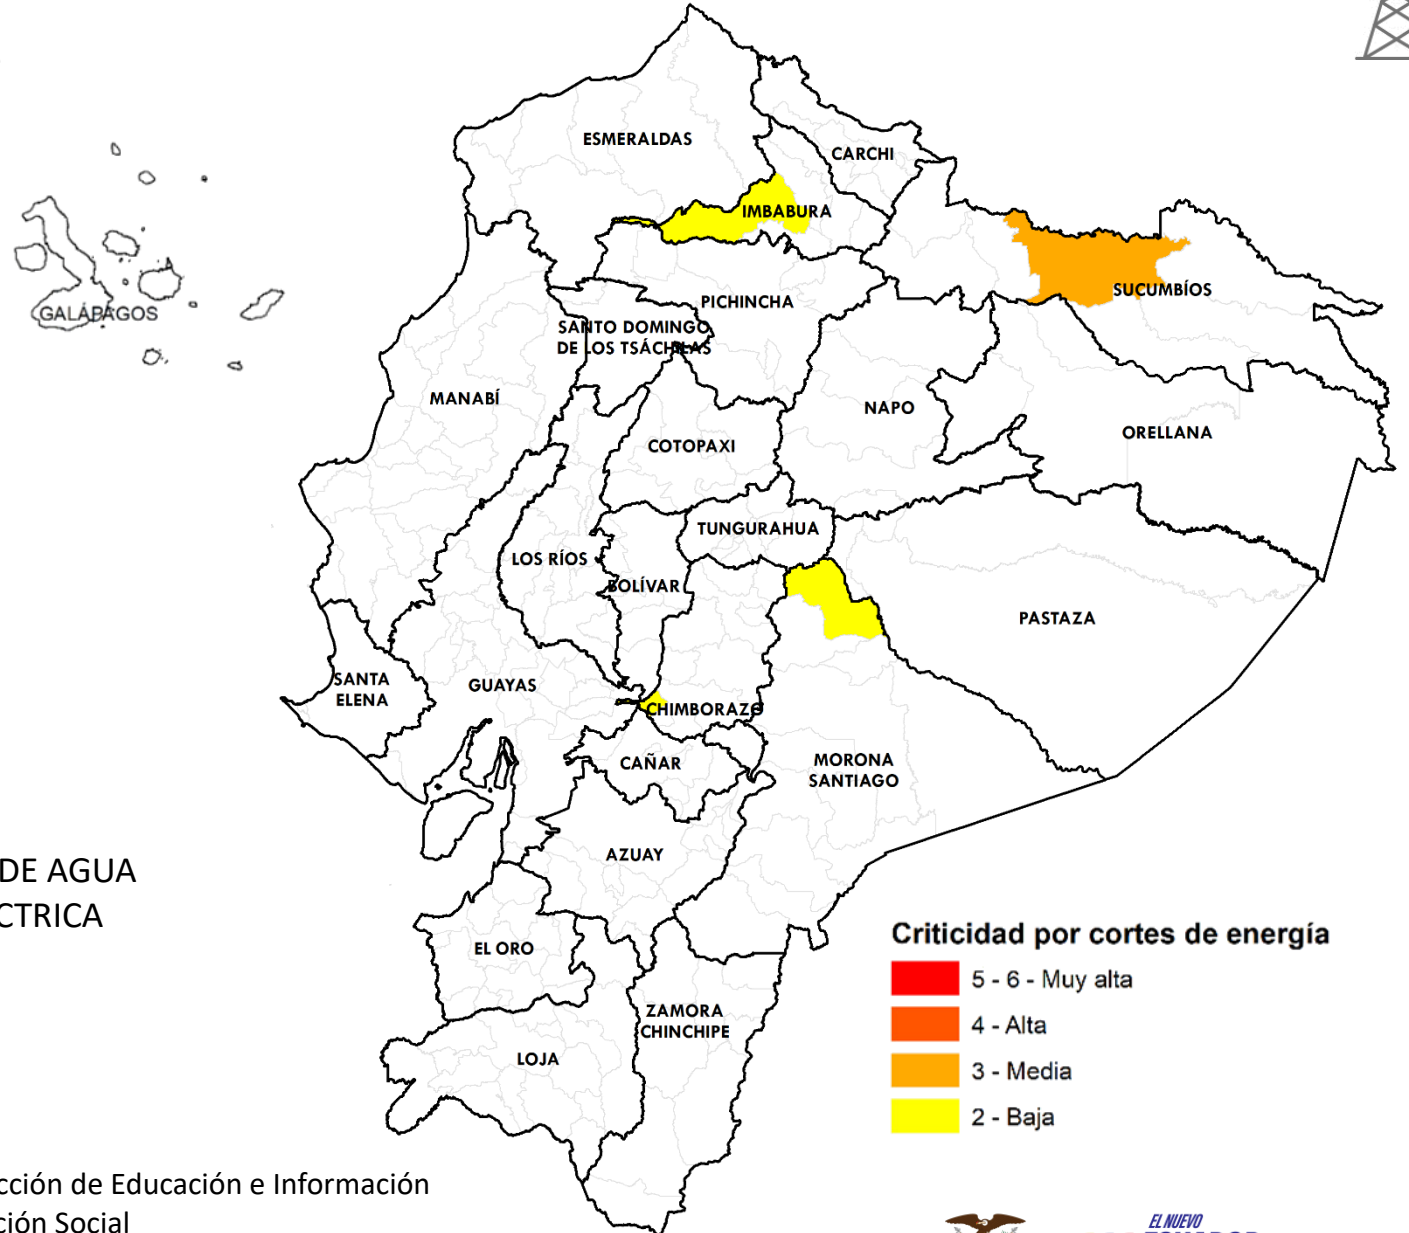 ESMERALDAS
CARCHI
IMBABURA
SUCUMBÍOS
PICHINCHA
GALÁPAGOS
SANTO DOMINGO
DE LOS TSÁCHILAS
MANABÍ
NAPO
ORELLANA
COTOPAXI
TUNGURAHUA
LOS RÍOS
BOLÍVAR
PASTAZA
SANTA
ELENA
GUAYAS
CHIMBORAZO
CAÑAR
MORONA
SANTIAGO
AZUAY
DE AGUA
CTRICA
EL ORO
ZAMORA
CHINCHIPE
LOJA
Criticidad por cortes de energía
5 - 6 - Muy alta
4 - Alta
3 - Media
2 - Baja
cción de Educación e Información
ción Social
EL NUEVO
ECUADOR